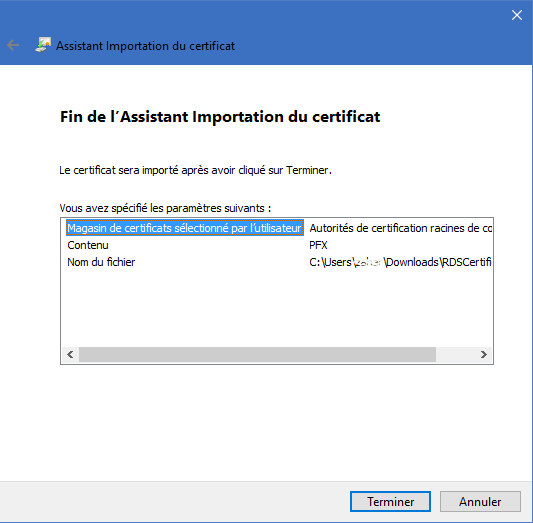 Assistant Importation du certificat
Fin de l'Assistant Importation du certificat
Le certificat sera importé après avoir cliqué sur Terminer.
Vous avez spécifié les paramètres suivants :
Magasin de certificats sélectionné par l'utilisateur Autorités de certification racines de co
Contenu PFX
Nom du fichier C:\Users\ \Downloads\RDSCertifi
Terminer Annuler